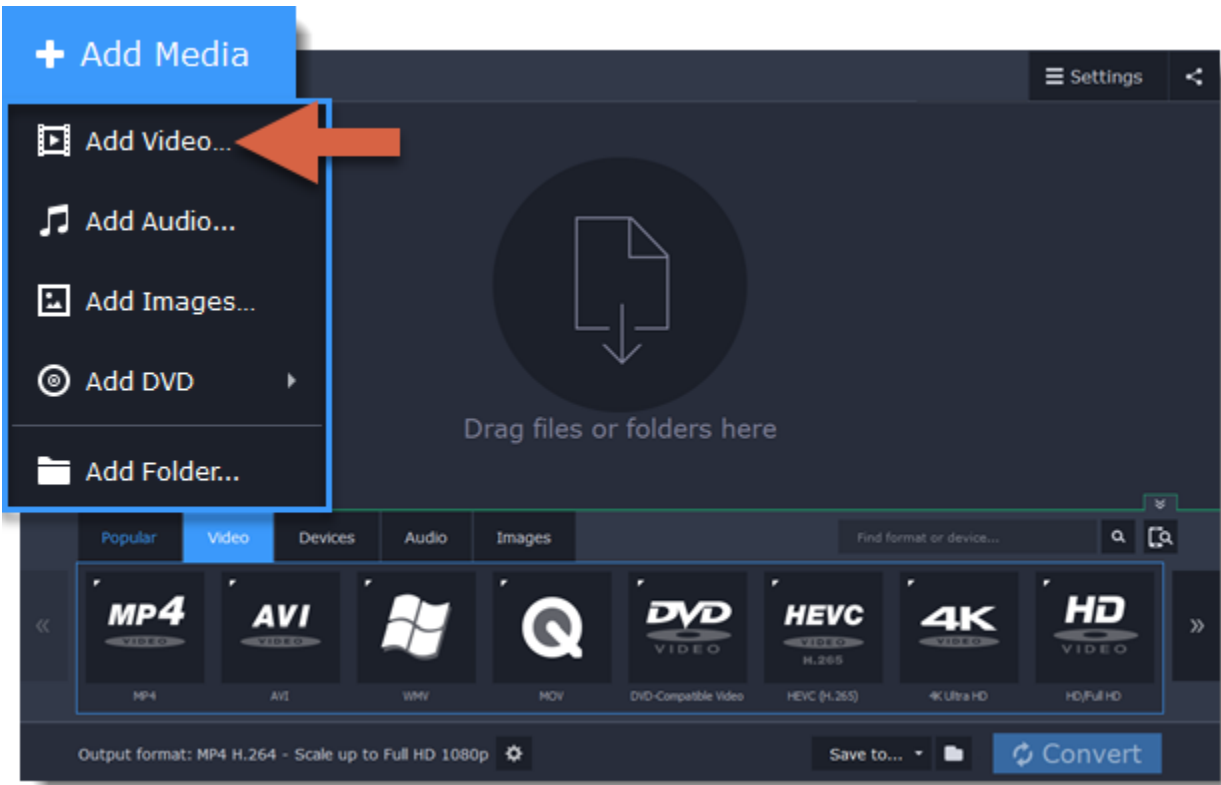 Add Media
Settings
Add Video...
Add Audio...
Add Images...
Add DVD
Add Folder...
Drag files or folders here
Popular Video Devices Audio Images Find format or device...
MP4 VIDEO
AVI VIDEO
DVD VIDEO
HEVC VIDEO H.265
4K VIDEO
HD VIDEO
MP4 AVI WMV MOV DVD-Compatible Video HEVC (H.265) 4K Ultra HD HD/Full HD
Output format: MP4 H.264 - Scale up to Full HD 1080p Save to... Convert